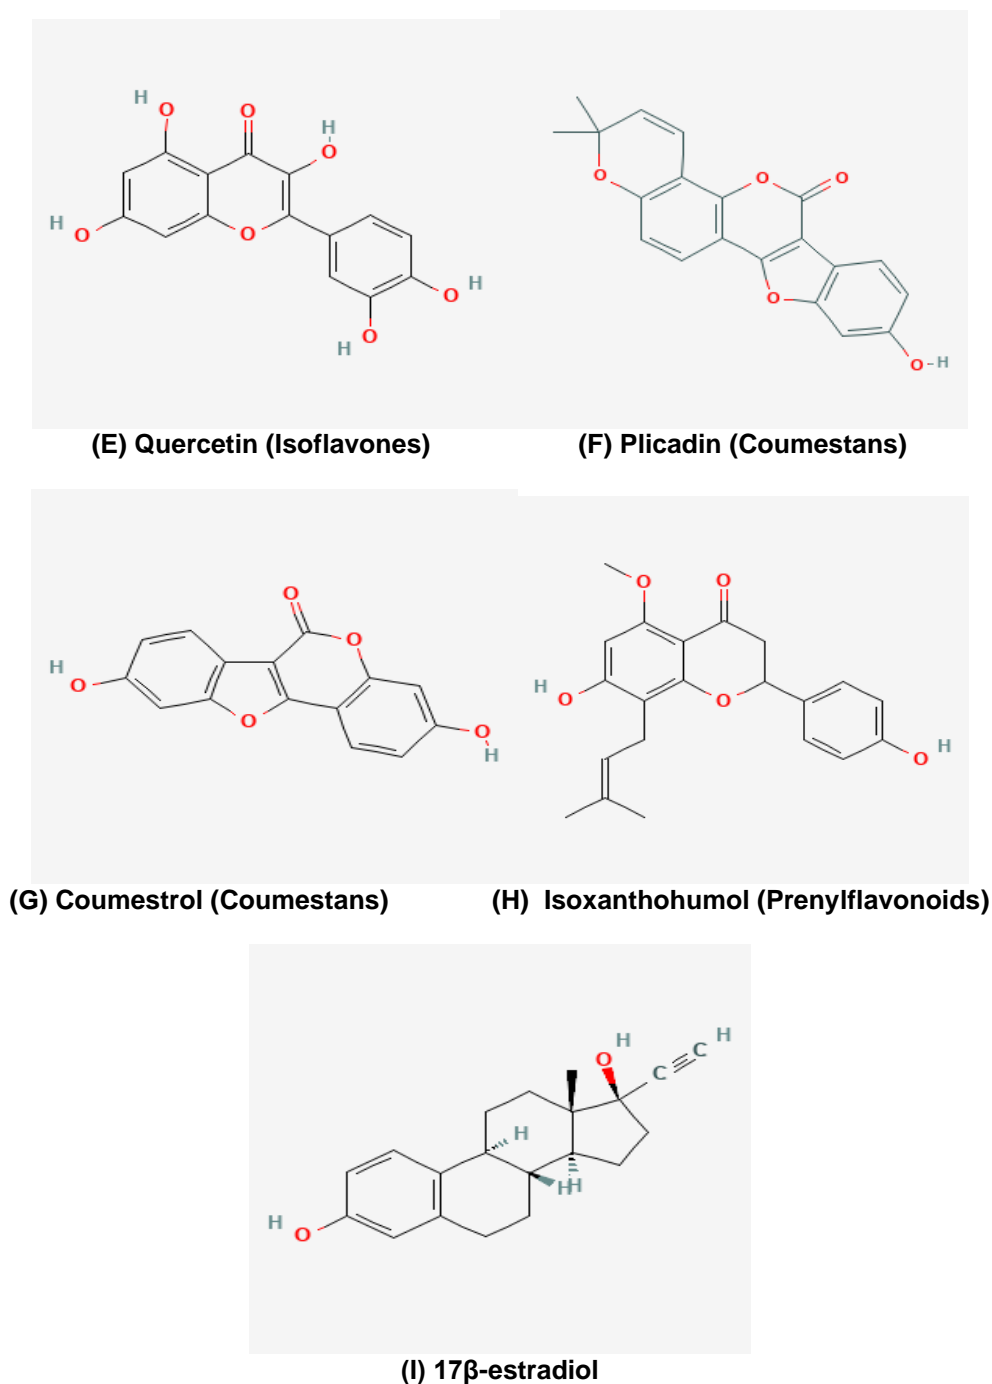 H O O H O
H O O O H
O H
O O O
O
O H
(E) Quercetin (Isoflavones) (F) Plicadin (Coumestans)
O O
H O O O H
O O
H O O O H
(G) Coumestrol (Coumestans) (H) Isoxanthohumol (Prenylflavonoids)
H O C C H
H
H H
H O
(I) 17β-estradiol